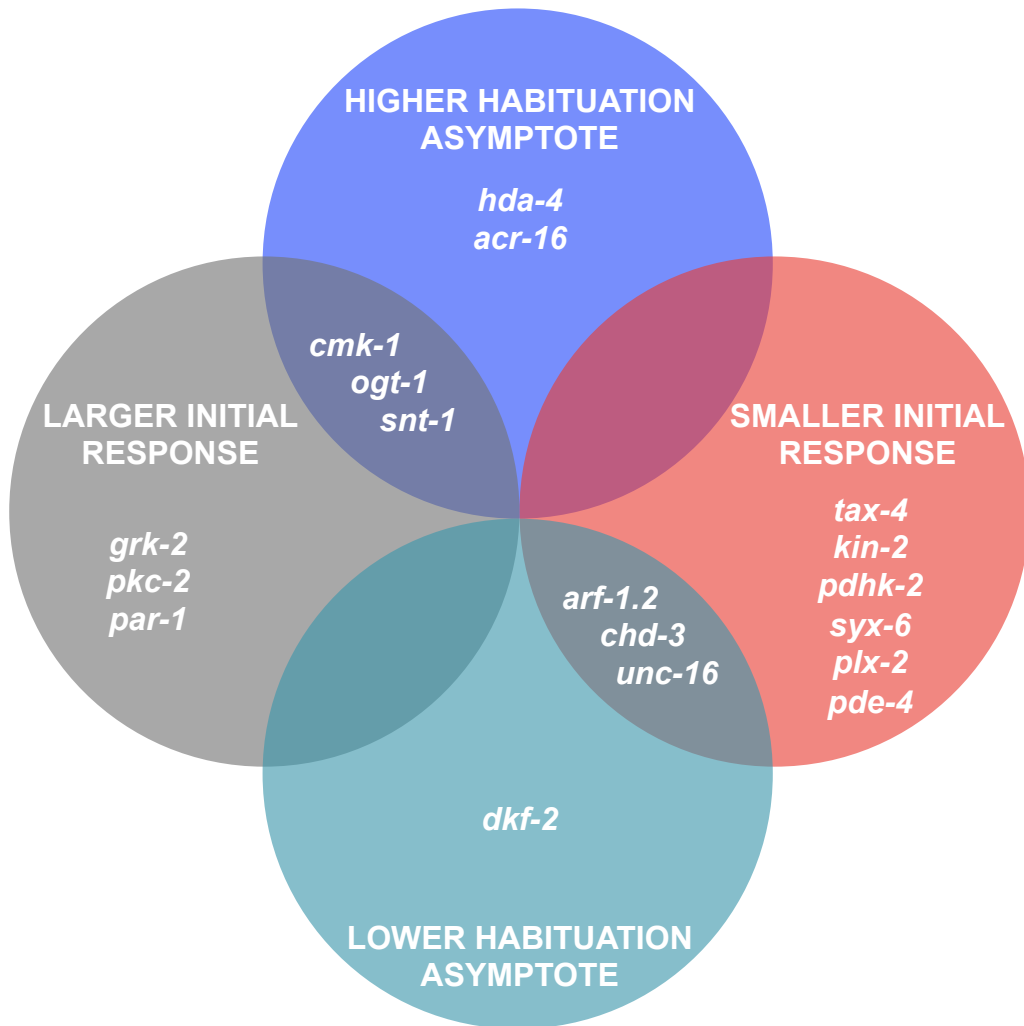 HIGHER HABITUATION
ASYMPTOTE
hda-4
acr-16
cmk-1
ogt-1
snt-1
LARGER INITIAL
RESPONSE
grk-2
pkc-2
par-1
SMALLER INITIAL
RESPONSE
tax-4
kin-2
pdhk-2
syx-6
plx-2
pde-4
arf-1.2
chd-3
unc-16
dkf-2
LOWER HABITUATION
ASYMPTOTE